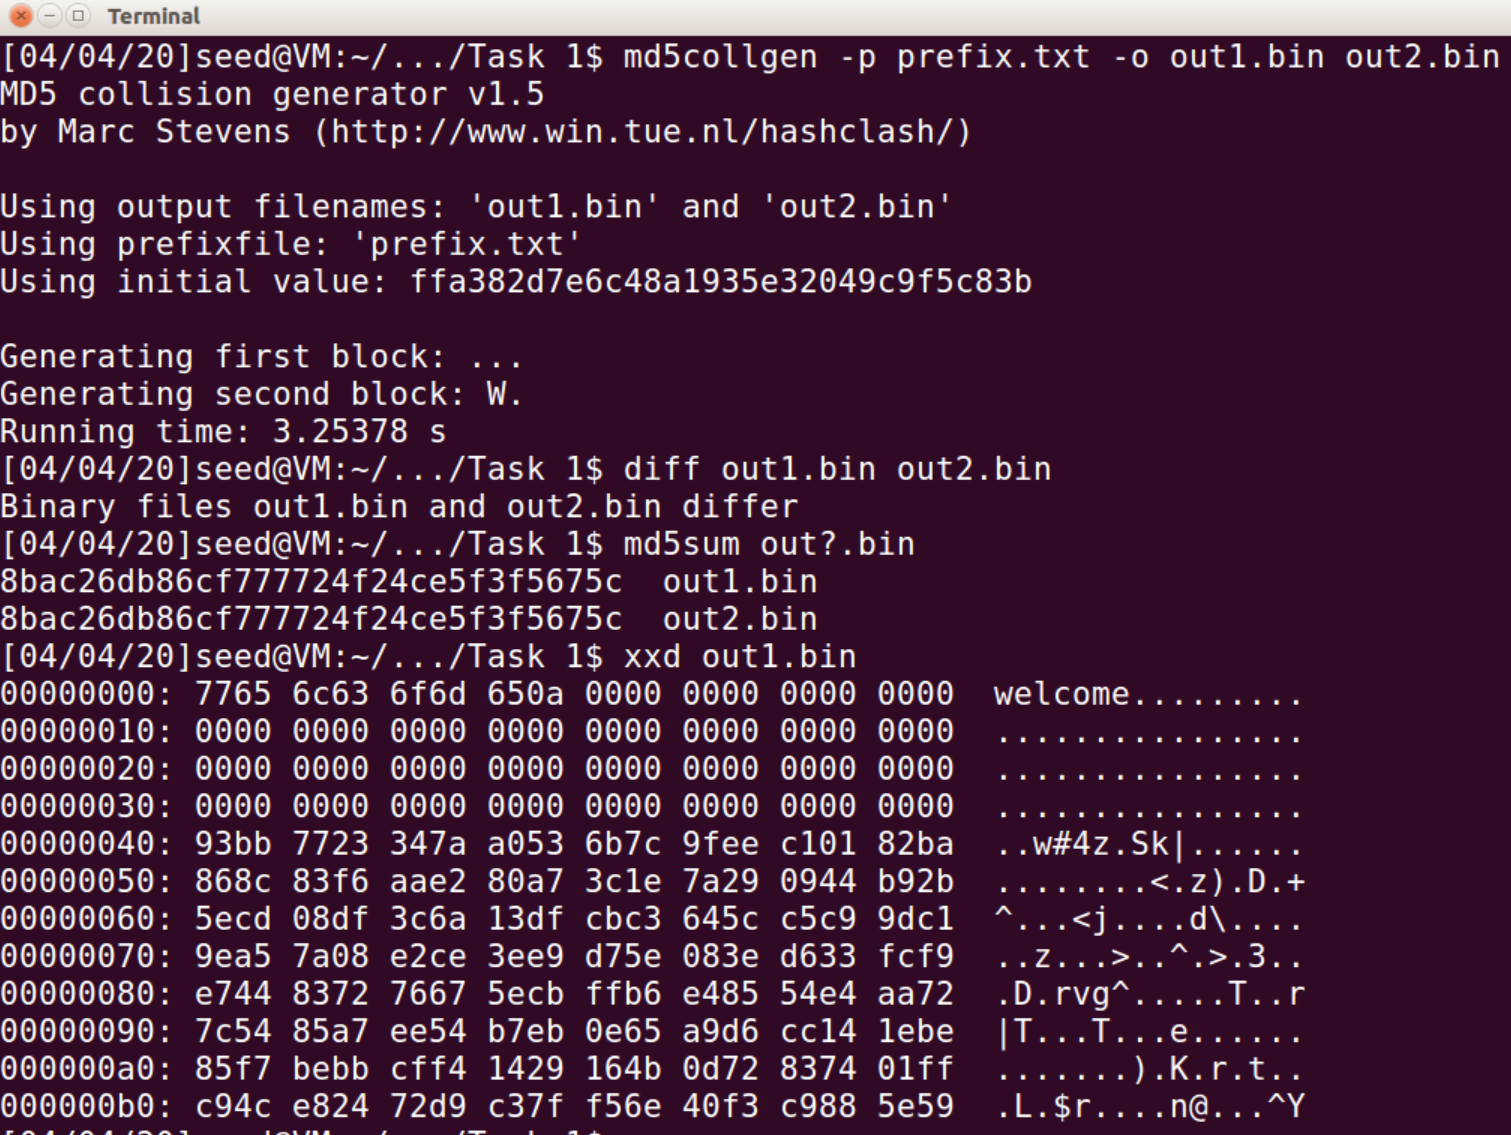 Terminal
[04/04/20]seed@VM:~/.../Task 1$ md5collgen -p prefix.txt -o out1.bin out2.bin
MD5 collision generator v1.5
by Marc Stevens (http://www.win.tue.nl/hashclash/)
Using output filenames: 'out1.bin' and 'out2.bin'
Using prefixfile: 'prefix.txt'
Using initial value: ffa382d7e6c48a1935e32049c9f5c83b
Generating first block: ...
Generating second block: W.
Running time: 3.25378 s
[04/04/20]seed@VM:~/.../Task 1$ diff out1.bin out2.bin
Binary files out1.bin and out2.bin differ
[04/04/20]seed@VM:~/.../Task 1$ md5sum out?.bin
8bac26db86cf777724f24ce5f3f5675c  out1.bin
8bac26db86cf777724f24ce5f3f5675c  out2.bin
[04/04/20]seed@VM:~/.../Task 1$ xxd out1.bin
00000000: 7765 6c63 6f6d 650a 0000 0000 0000 0000  welcome.........
00000010: 0000 0000 0000 0000 0000 0000 0000 0000  ................
00000020: 0000 0000 0000 0000 0000 0000 0000 0000  ................
00000030: 0000 0000 0000 0000 0000 0000 0000 0000  ................
00000040: 93bb 7723 347a a053 6b7c 9fee c101 82ba  ..w#4z.Sk|......
00000050: 868c 83f6 aae2 80a7 3c1e 7a29 0944 b92b  ........<.z).D.+
00000060: 5ecd 08df 3c6a 13df cbc3 645c c5c9 9dc1  ^...<j....d\....
00000070: 9ea5 7a08 e2ce 3ee9 d75e 083e d633 fcf9  ..z...>..^.>.3..
00000080: e744 8372 7667 5ecb ffb6 e485 54e4 aa72  .D.rvg^.....T..r
00000090: 7c54 85a7 ee54 b7eb 0e65 a9d6 cc14 1ebe  |T...T...e......
000000a0: 85f7 bebb cff4 1429 164b 0d72 8374 01ff  .......).K.r.t..
000000b0: c94c e824 72d9 c37f f56e 40f3 c988 5e59  .L.$r....n@...^Y
[04/04/20]seed@VM:~/.../Task 1$